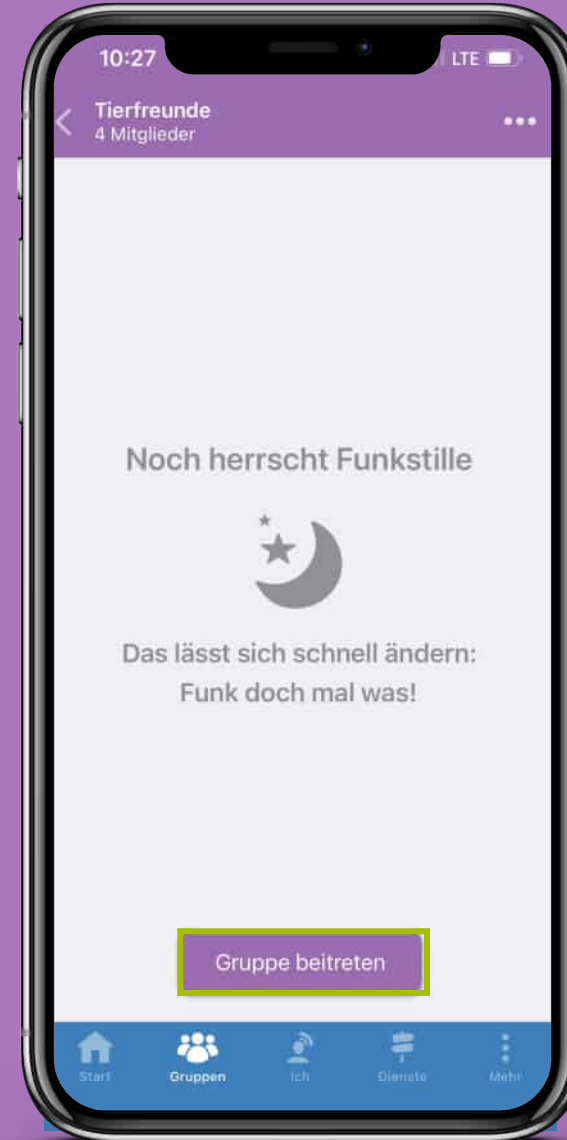 10:27
LTE
Tierfreunde
4 Mitglieder
Noch herrscht Funkstille
Das lässt sich schnell ändern:
Funk doch mal was!
Gruppe beitreten
Start
Gruppen
Ich
Dienste
Mehr